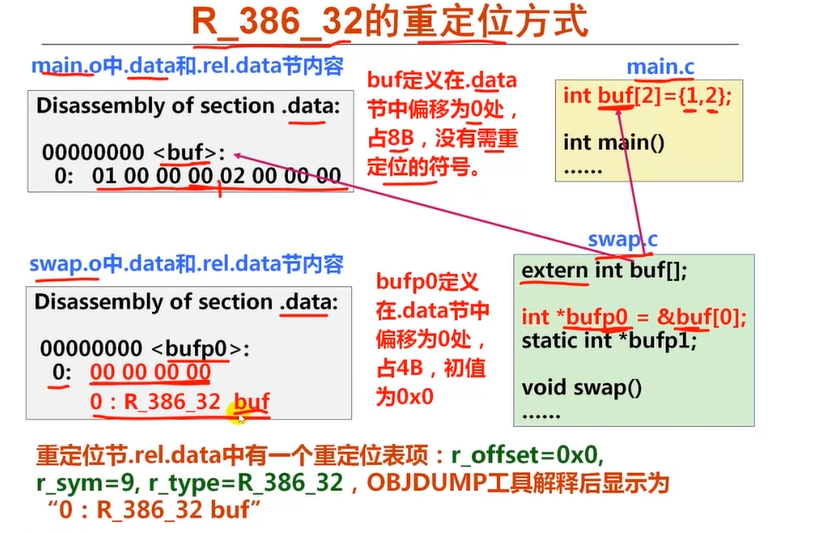 R_386_32的重定位方式
main.o中.data和.rel.data节内容
Disassembly of section .data:
00000000 <buf>:
0: 01 00 00 00 02 00 00 00
buf定义在.data
节中偏移为0处，
占8B，没有需重
定位的符号。
main.c
int buf[2]={1,2};
int main()
......
swap.o中.data和.rel.data节内容
Disassembly of section .data:
00000000 <bufp0>:
0: 00 00 00 00
0：R_386_32 buf
bufp0定义
在.data节中
偏移为0处，
占4B，初值
为0x0
swap.c
extern int buf[];
int *bufp0 = &buf[0];
static int *bufp1;
void swap()
......
重定位节.rel.data中有一个重定位表项：r_offset=0x0,
r_sym=9, r_type=R_386_32，OBJDUMP工具解释后显示为
“0：R_386_32 buf”